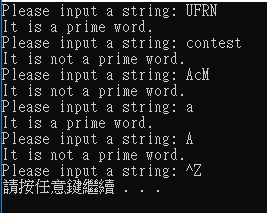 Please input a string: UFRN
It is a prime word.
Please input a string: contest
It is not a prime word.
Please input a string: AcM
It is not a prime word.
Please input a string: a
It is a prime word.
Please input a string: A
It is not a prime word.
Please input a string: ^Z
請按任意鍵繼續 . . .